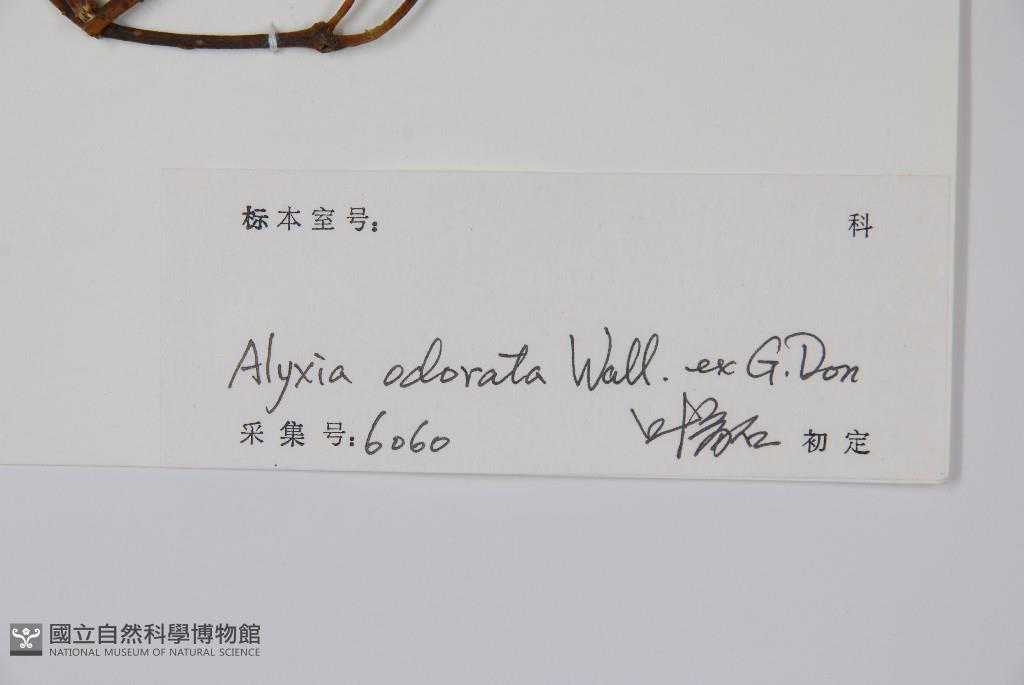 标本室号： 科
Alyxia odorata Wall. ex G.Don
采集号：6060 叶 初定
國立自然科學博物館
NATIONAL MUSEUM OF NATURAL SCIENCE